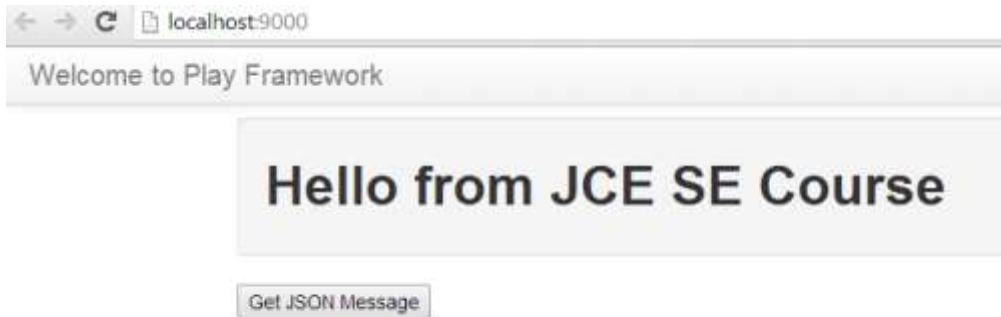 localhost:9000
Welcome to Play Framework
Hello from JCE SE Course
Get JSON Message